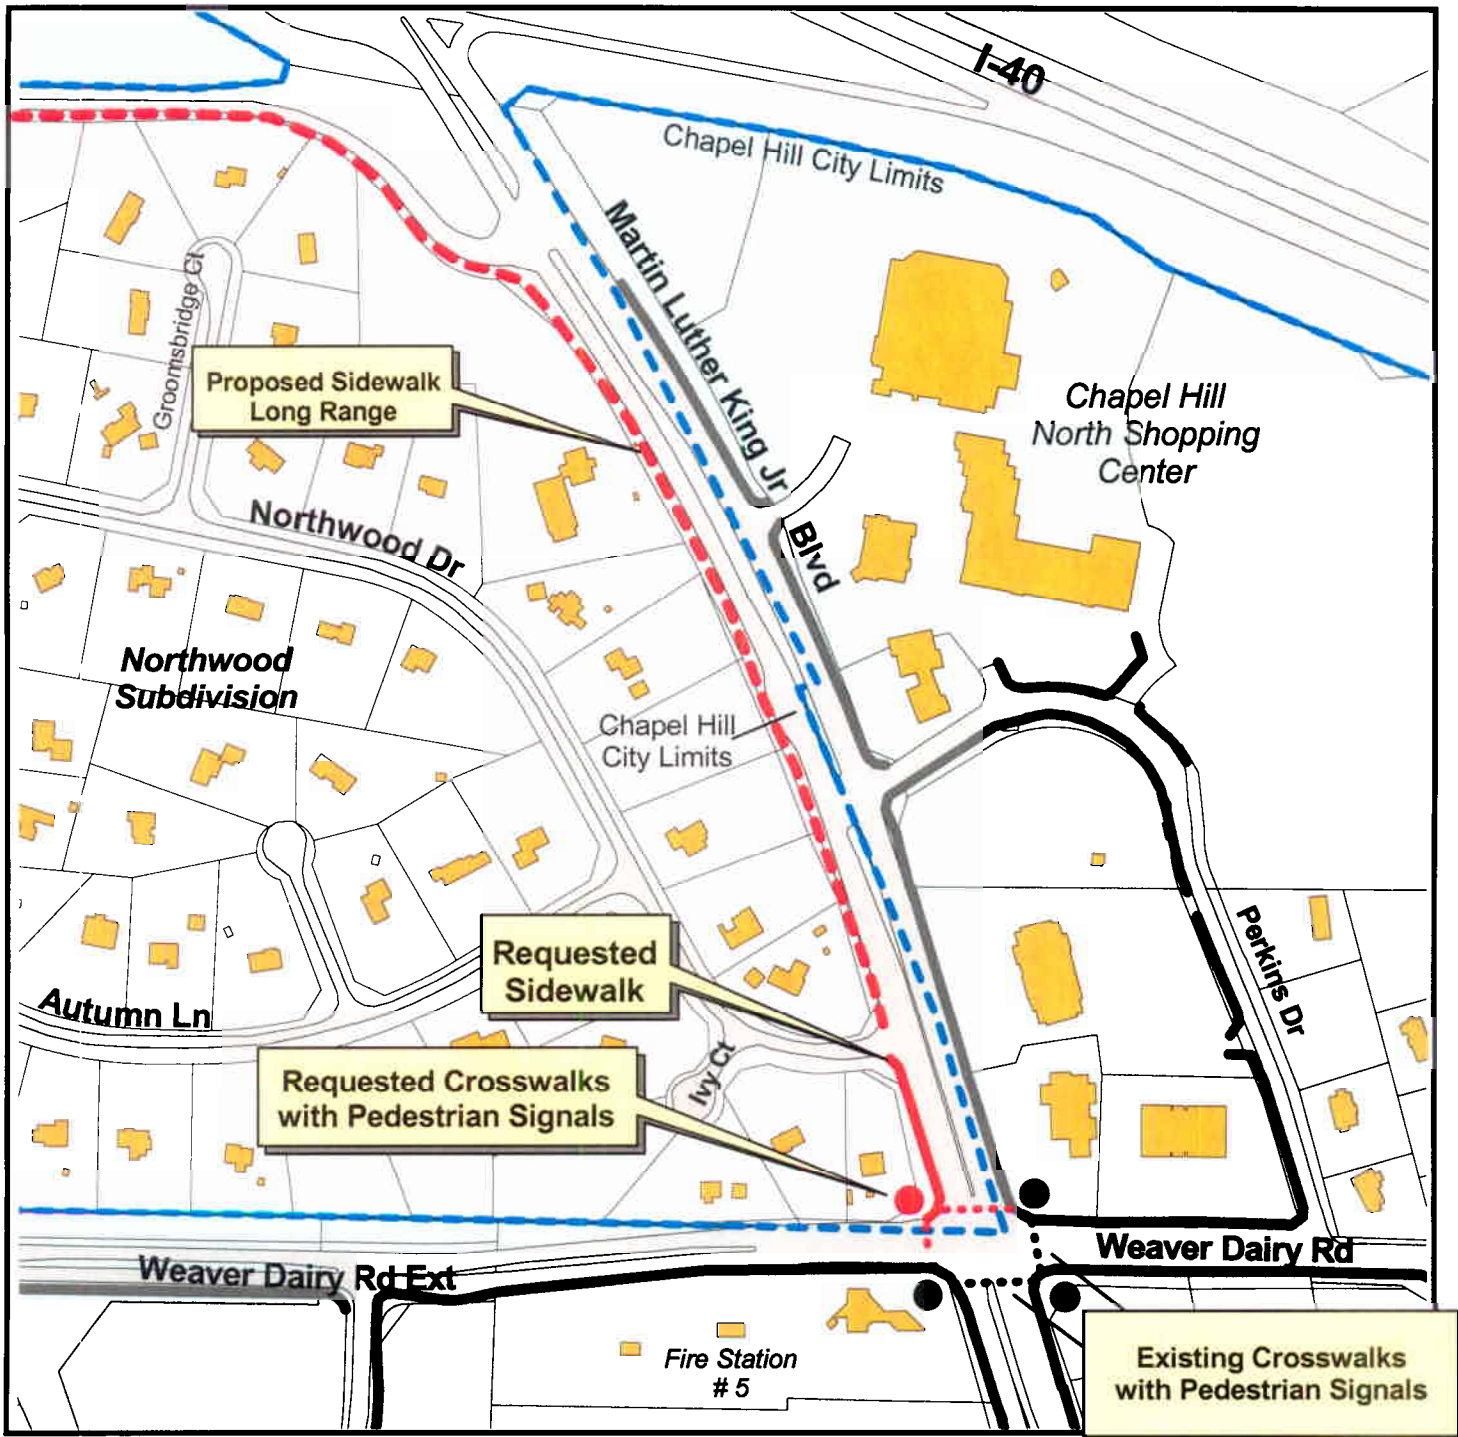 I-40
Chapel Hill City Limits
Martin Luther King Jr
Blvd
Groomsbridge Ct
Proposed Sidewalk
Long Range
Chapel Hill
North Shopping
Center
Northwood Dr
Northwood
Subdivision
Chapel Hill
City Limits
Requested
Sidewalk
Perkins Dr
Autumn Ln
Requested Crosswalks
with Pedestrian Signals
Ivy Ct
Weaver Dairy Rd
Weaver Dairy Rd Ext
Fire Station
# 5
Existing Crosswalks
with Pedestrian Signals